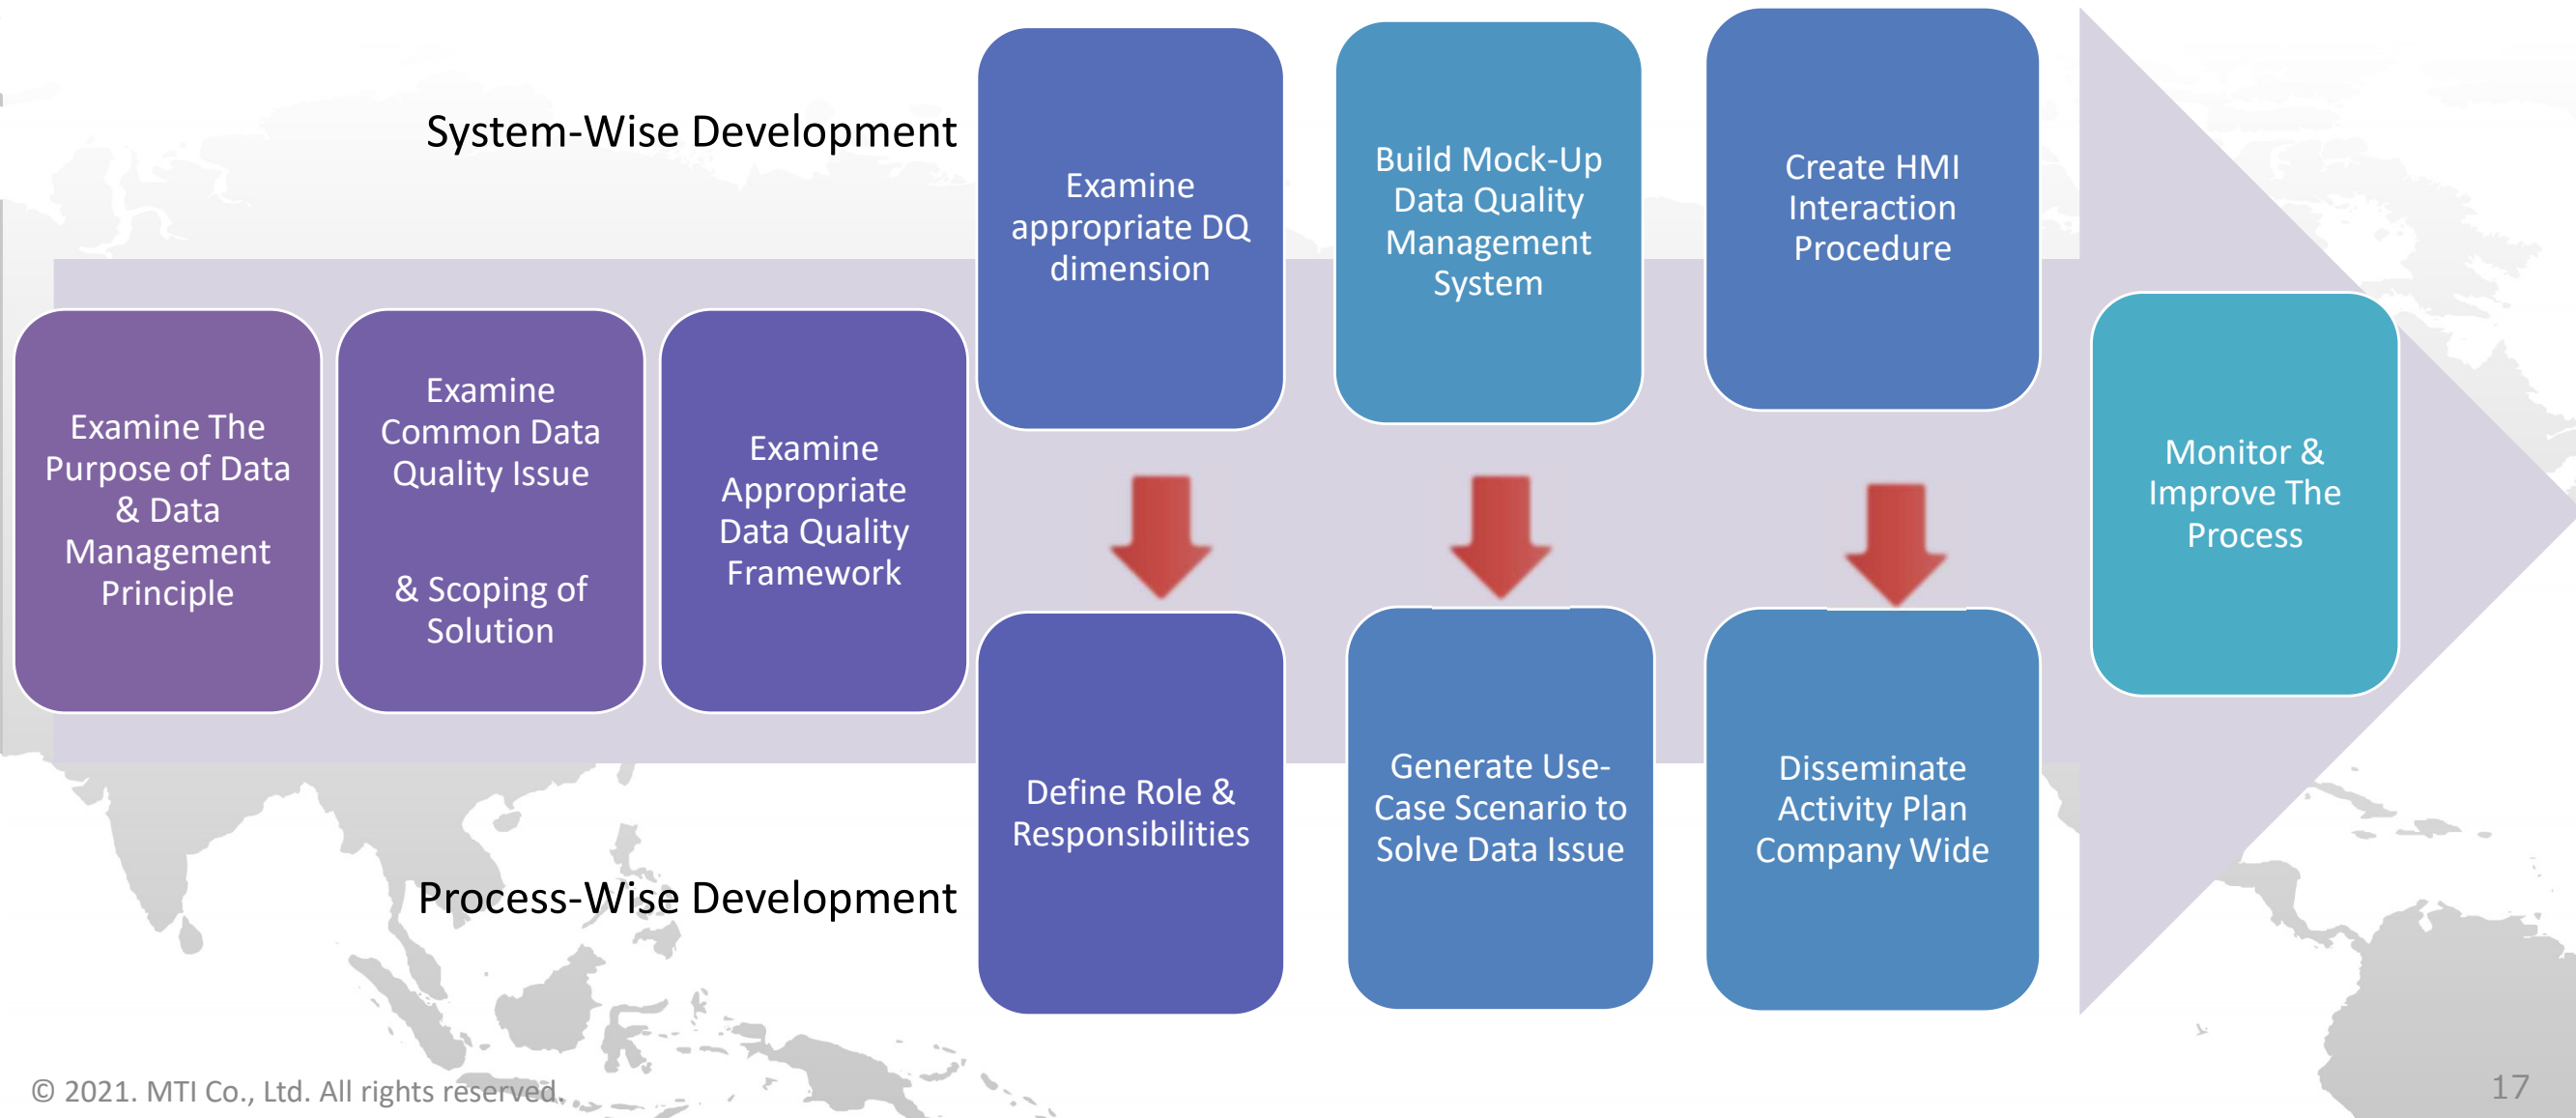 System-Wise Development
Examine The
Purpose of Data
& Data
Management
Principle
Examine
Common Data
Quality Issue
& Scoping of
Solution
Examine
Appropriate
Data Quality
Framework
Examine
appropriate DQ
dimension
Build Mock-Up
Data Quality
Management
System
Create HMI
Interaction
Procedure
Process-Wise Development
Define Role &
Responsibilities
Generate Use-
Case Scenario to
Solve Data Issue
Disseminate
Activity Plan
Company Wide
Monitor &
Improve The
Process
© 2021. MTI Co., Ltd. All rights reserved.
17